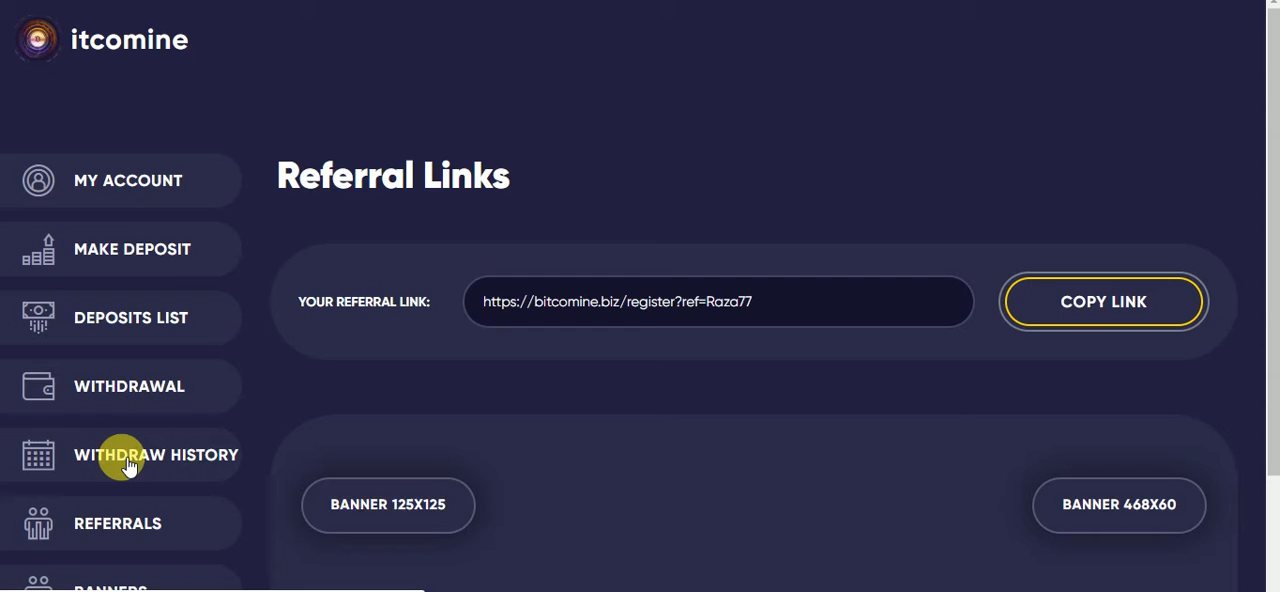 itcomine
MY ACCOUNT
MAKE DEPOSIT
DEPOSITS LIST
WITHDRAWAL
WITHDRAW HISTORY
REFERRALS
BANNERS
Referral Links
YOUR REFERRAL LINK:
https://bitcomine.biz/register?ref=Raza77
COPY LINK
BANNER 125X125
BANNER 468X60